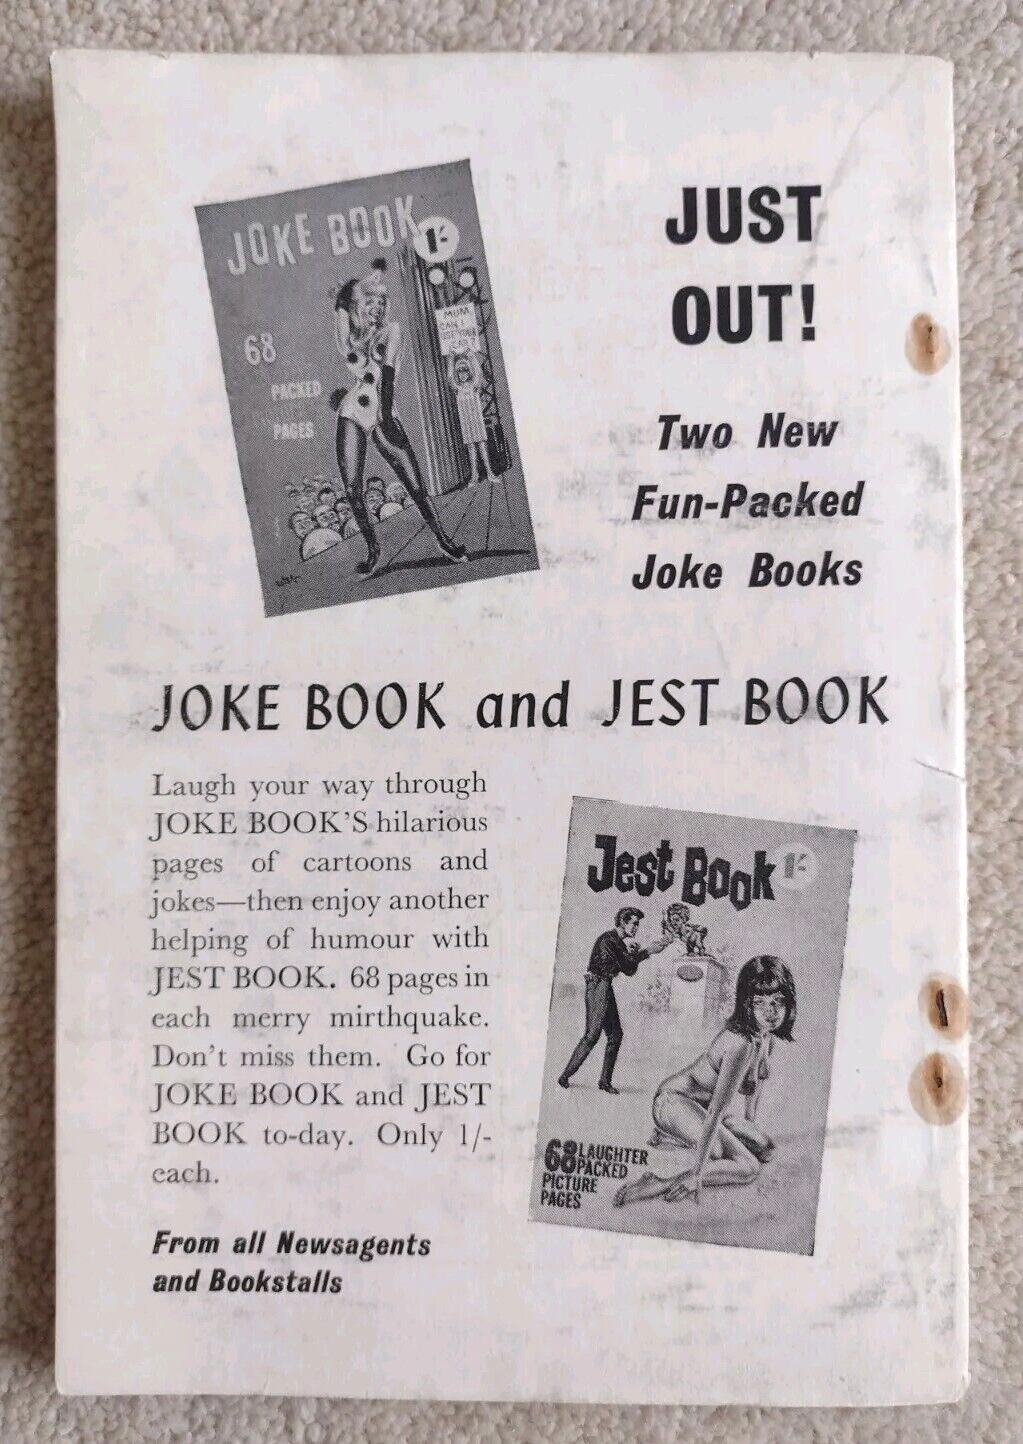 JOKE BOOK
1/-
68
PACKED
PAGES
MUM
JUST
OUT!
Two New
Fun-Packed
Joke Books
JOKE BOOK and JEST BOOK
Laugh your way through
JOKE BOOK'S hilarious
pages of cartoons and
jokes—then enjoy another
helping of humour with
JEST BOOK. 68 pages in
each merry mirthquake.
Don't miss them. Go for
JOKE BOOK and JEST
BOOK to-day. Only 1/-
each.
From all Newsagents
and Bookstalls
Jest Book
1/-
68 LAUGHTER
PACKED
PICTURE
PAGES